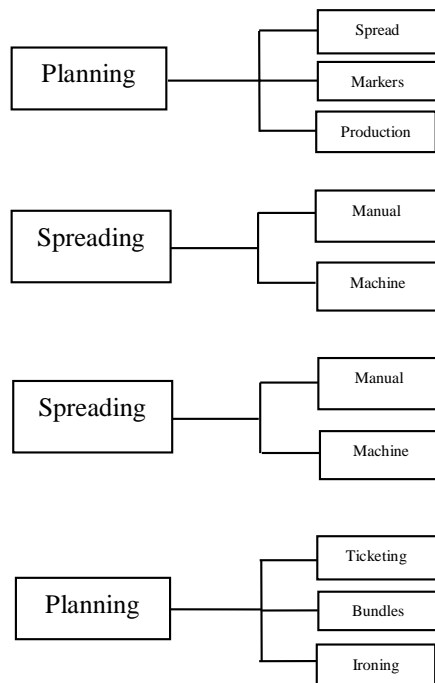 Planning
Spread
Markers
Production
Spreading
Manual
Machine
Spreading
Manual
Machine
Planning
Ticketing
Bundles
Ironing